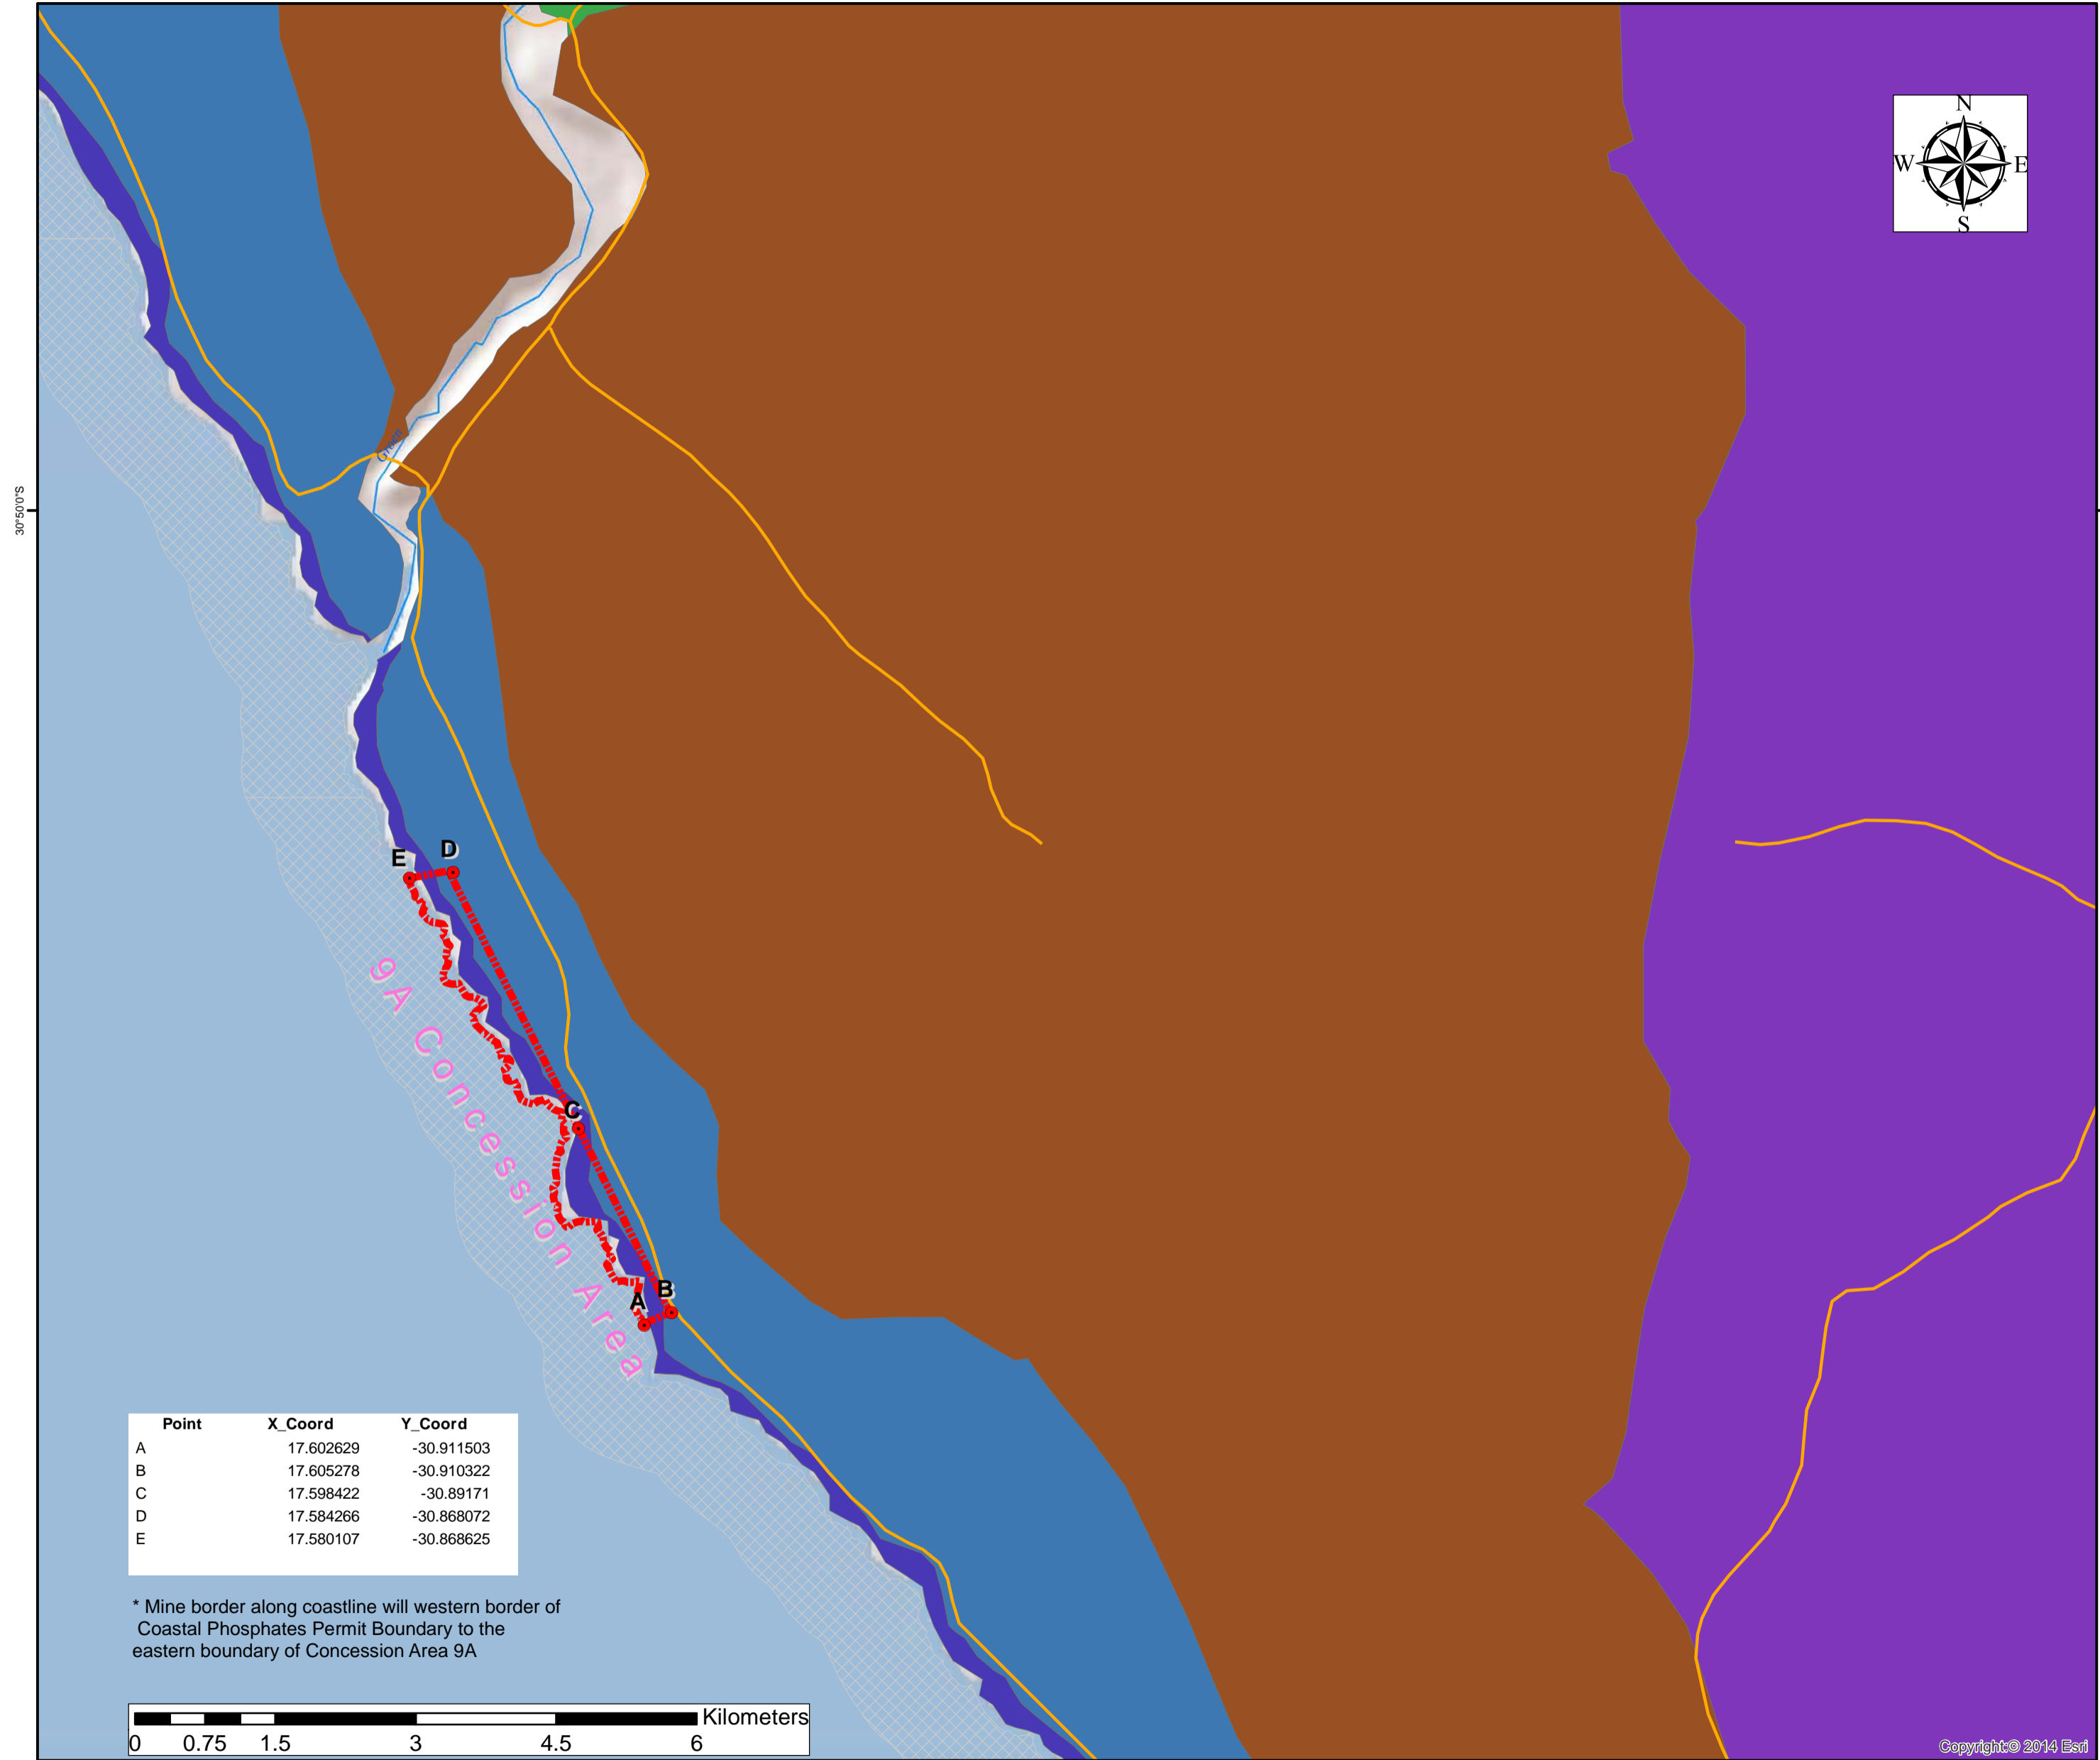 N
W E
S
Groen
30°50'0"S
E
D
9A Concession Area
C
B
A
Point X_Coord Y_Coord
A 17.602629 -30.911503
B 17.605278 -30.910322
C 17.598422 -30.89171
D 17.584266 -30.868072
E 17.580107 -30.868625
* Mine border along coastline will western border of
Coastal Phosphates Permit Boundary to the
eastern boundary of Concession Area 9A
Kilometers
0 0.75 1.5 3 4.5 6
Copyright:© 2014 Esri